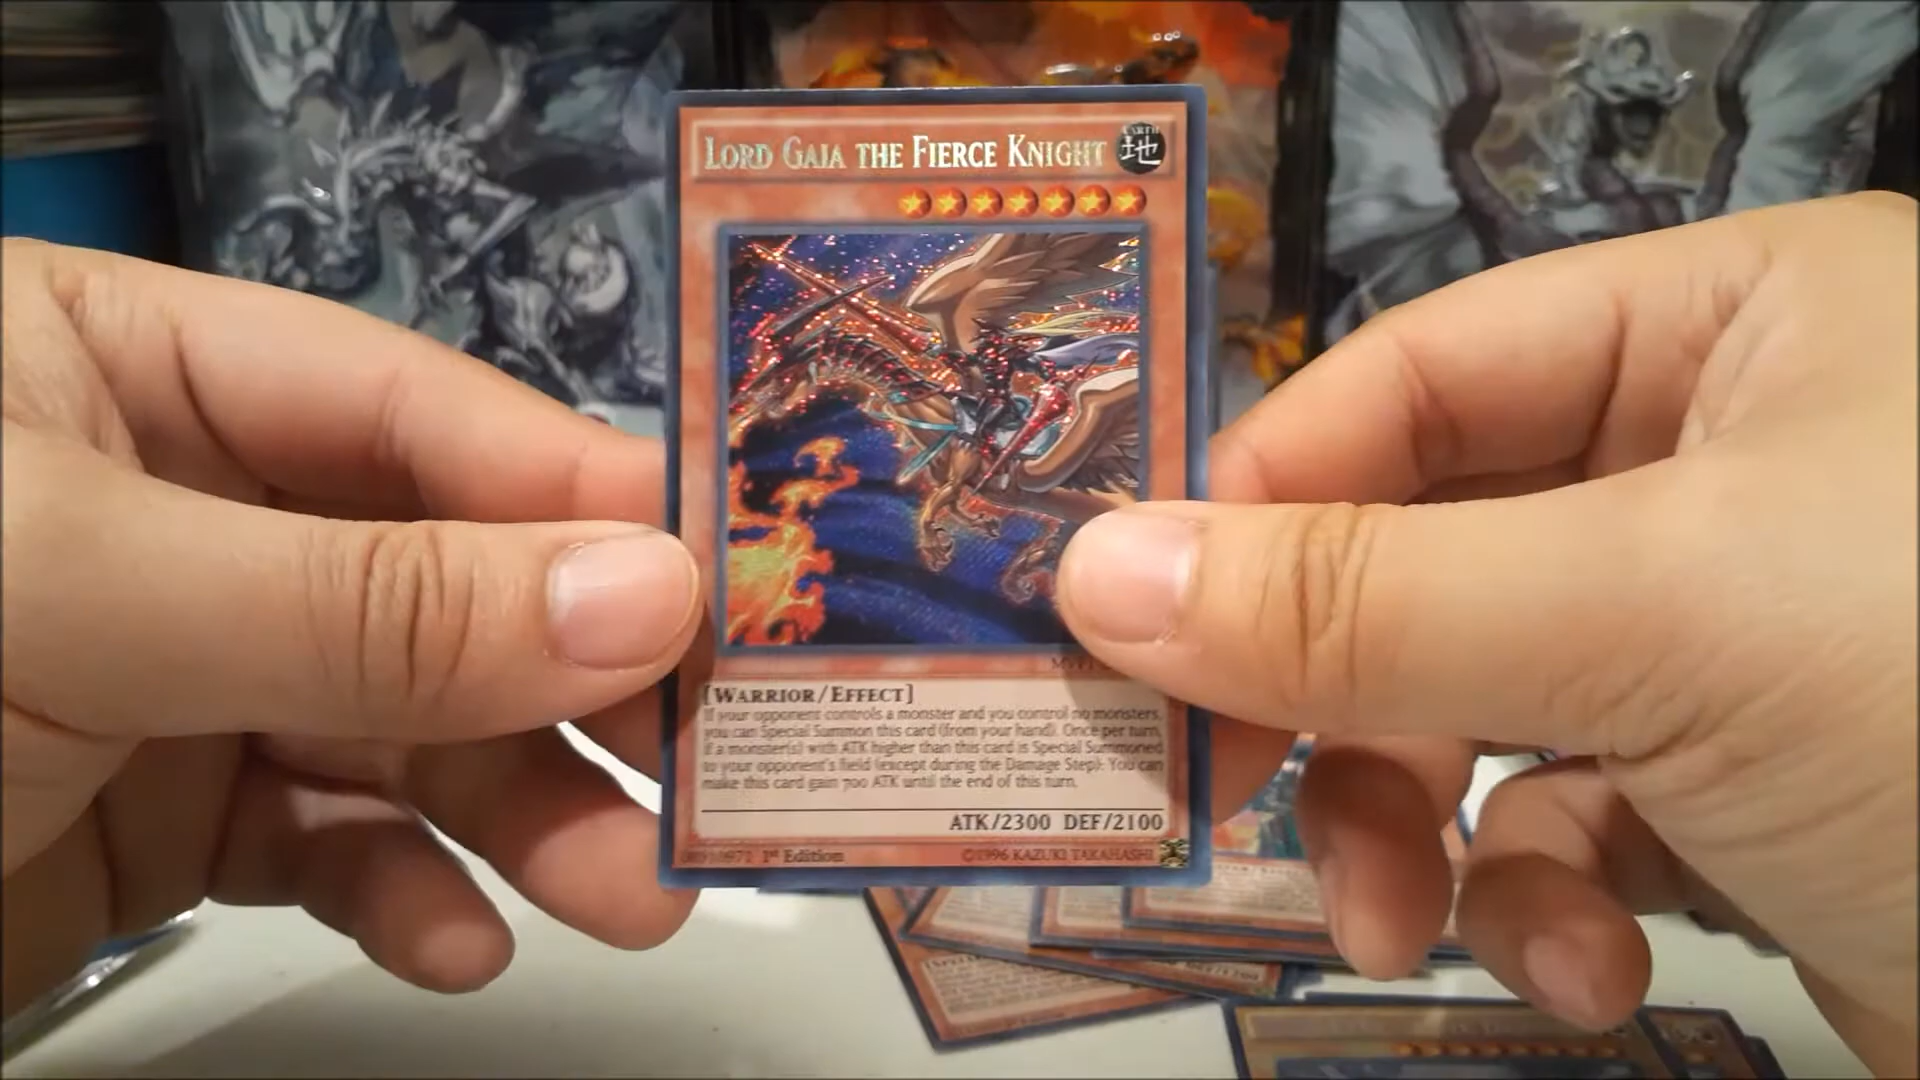 LORD GAIA THE FIERCE KNIGHT
EARTH
地
[WARRIOR/EFFECT]
If your opponent controls a monster and you control no monsters,
you can Special Summon this card (from your hand). Once per turn,
if a monster(s) with ATK higher than this card is Special Summoned
to your opponent's field (except during the Damage Step): You can
make this card gain 700 ATK until the end of this turn.
ATK/2300 DEF/2100
1st Edition
©1996 KAZUKI TAKAHASHI